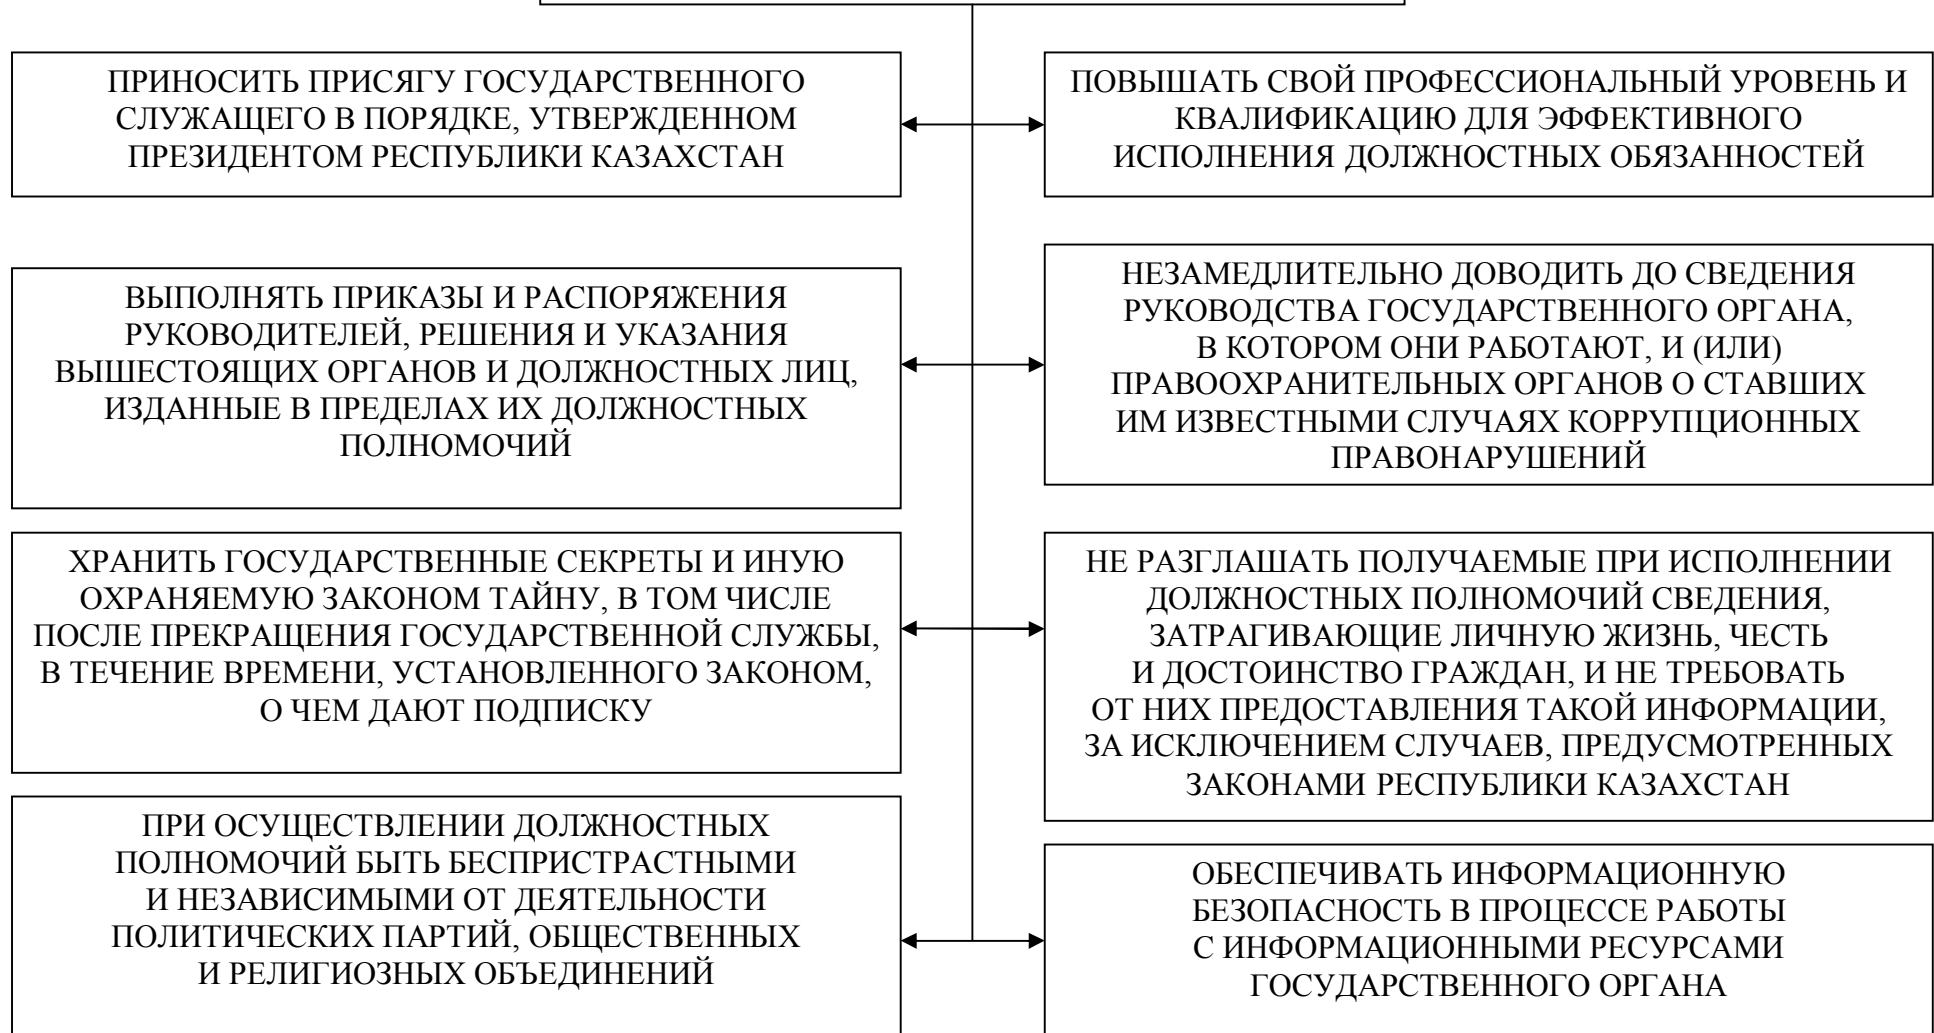 ПРИНОСИТЬ ПРИСЯГУ ГОСУДАРСТВЕННОГО
СЛУЖАЩЕГО В ПОРЯДКЕ, УТВЕРЖДЕННОМ
ПРЕЗИДЕНТОМ РЕСПУБЛИКИ КАЗАХСТАН
ПОВЫШАТЬ СВОЙ ПРОФЕССИОНАЛЬНЫЙ УРОВЕНЬ И
КВАЛИФИКАЦИЮ ДЛЯ ЭФФЕКТИВНОГО
ИСПОЛНЕНИЯ ДОЛЖНОСТНЫХ ОБЯЗАННОСТЕЙ
ВЫПОЛНЯТЬ ПРИКАЗЫ И РАСПОРЯЖЕНИЯ
РУКОВОДИТЕЛЕЙ, РЕШЕНИЯ И УКАЗАНИЯ
ВЫШЕСТОЯЩИХ ОРГАНОВ И ДОЛЖНОСТНЫХ ЛИЦ,
ИЗДАННЫЕ В ПРЕДЕЛАХ ИХ ДОЛЖНОСТНЫХ
ПОЛНОМОЧИЙ
НЕЗАМЕДЛИТЕЛЬНО ДОВОДИТЬ ДО СВЕДЕНИЯ
РУКОВОДСТВА ГОСУДАРСТВЕННОГО ОРГАНА,
В КОТОРОМ ОНИ РАБОТАЮТ, И (ИЛИ)
ПРАВООХРАНИТЕЛЬНЫХ ОРГАНОВ О СТАВШИХ
ИМ ИЗВЕСТНЫМИ СЛУЧАЯХ КОРРУПЦИОННЫХ
ПРАВОНАРУШЕНИЙ
ХРАНИТЬ ГОСУДАРСТВЕННЫЕ СЕКРЕТЫ И ИНУЮ
ОХРАНЯЕМУЮ ЗАКОНОМ ТАЙНУ, В ТОМ ЧИСЛЕ
ПОСЛЕ ПРЕКРАЩЕНИЯ ГОСУДАРСТВЕННОЙ СЛУЖБЫ,
В ТЕЧЕНИЕ ВРЕМЕНИ, УСТАНОВЛЕННОГО ЗАКОНОМ,
О ЧЕМ ДАЮТ ПОДПИСКУ
НЕ РАЗГЛАШАТЬ ПОЛУЧАЕМЫЕ ПРИ ИСПОЛНЕНИИ
ДОЛЖНОСТНЫХ ПОЛНОМОЧИЙ СВЕДЕНИЯ,
ЗАТРАГИВАЮЩИЕ ЛИЧНУЮ ЖИЗНЬ, ЧЕСТЬ
И ДОСТОИНСТВО ГРАЖДАН, И НЕ ТРЕБОВАТЬ
ОТ НИХ ПРЕДОСТАВЛЕНИЯ ТАКОЙ ИНФОРМАЦИИ,
ЗА ИСКЛЮЧЕНИЕМ СЛУЧАЕВ, ПРЕДУСМОТРЕННЫХ
ЗАКОНАМИ РЕСПУБЛИКИ КАЗАХСТАН
ПРИ ОСУЩЕСТВЛЕНИИ ДОЛЖНОСТНЫХ
ПОЛНОМОЧИЙ БЫТЬ БЕСПРИСТРАСТНЫМИ
И НЕЗАВИСИМЫМИ ОТ ДЕЯТЕЛЬНОСТИ
ПОЛИТИЧЕСКИХ ПАРТИЙ, ОБЩЕСТВЕННЫХ
И РЕЛИГИОЗНЫХ ОБЪЕДИНЕНИЙ
ОБЕСПЕЧИВАТЬ ИНФОРМАЦИОННУЮ
БЕЗОПАСНОСТЬ В ПРОЦЕССЕ РАБОТЫ
С ИНФОРМАЦИОННЫМИ РЕСУРСАМИ
ГОСУДАРСТВЕННОГО ОРГАНА